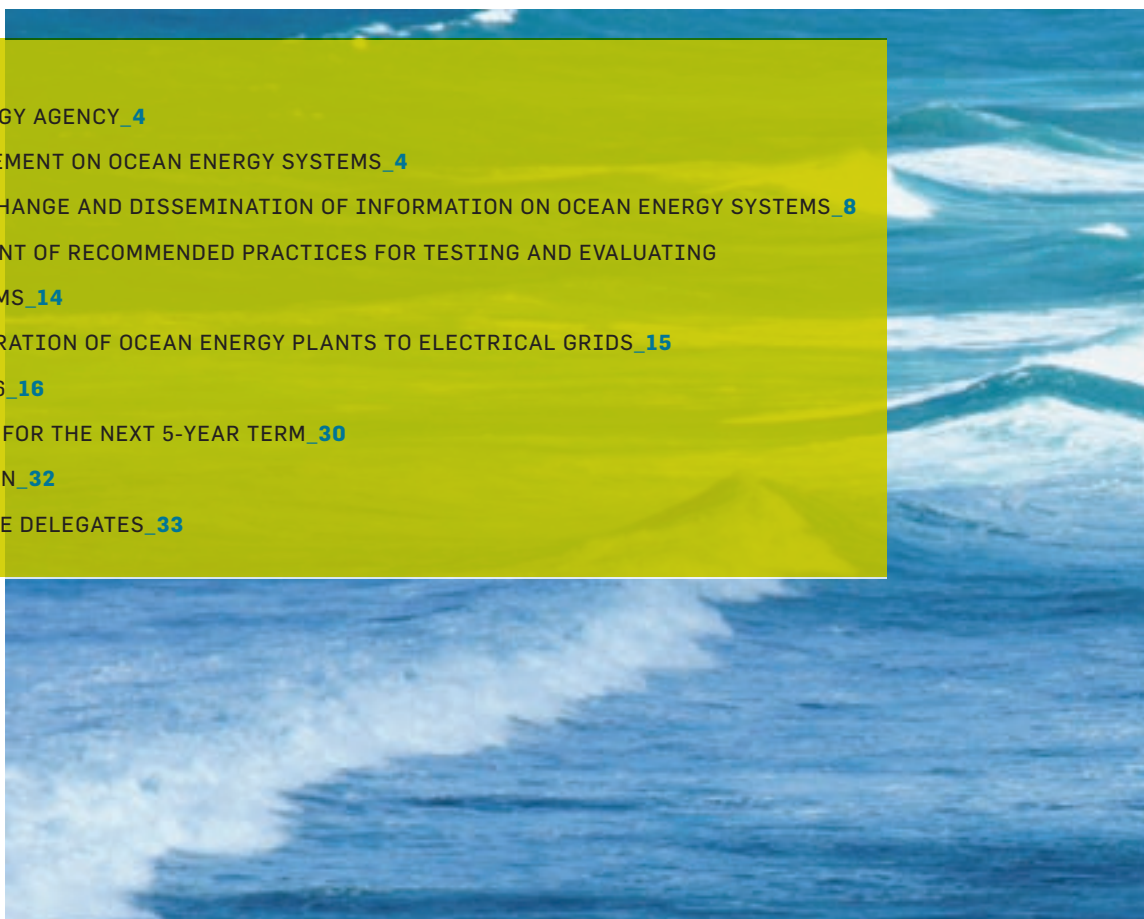 GY AGENCY_4
EMENT ON OCEAN ENERGY SYSTEMS_4
HANGE AND DISSEMINATION OF INFORMATION ON OCEAN ENERGY SYSTEMS_8
NT OF RECOMMENDED PRACTICES FOR TESTING AND EVALUATING
MS_14
RATION OF OCEAN ENERGY PLANTS TO ELECTRICAL GRIDS_15
G_16
FOR THE NEXT 5-YEAR TERM_30
N_32
E DELEGATES_33